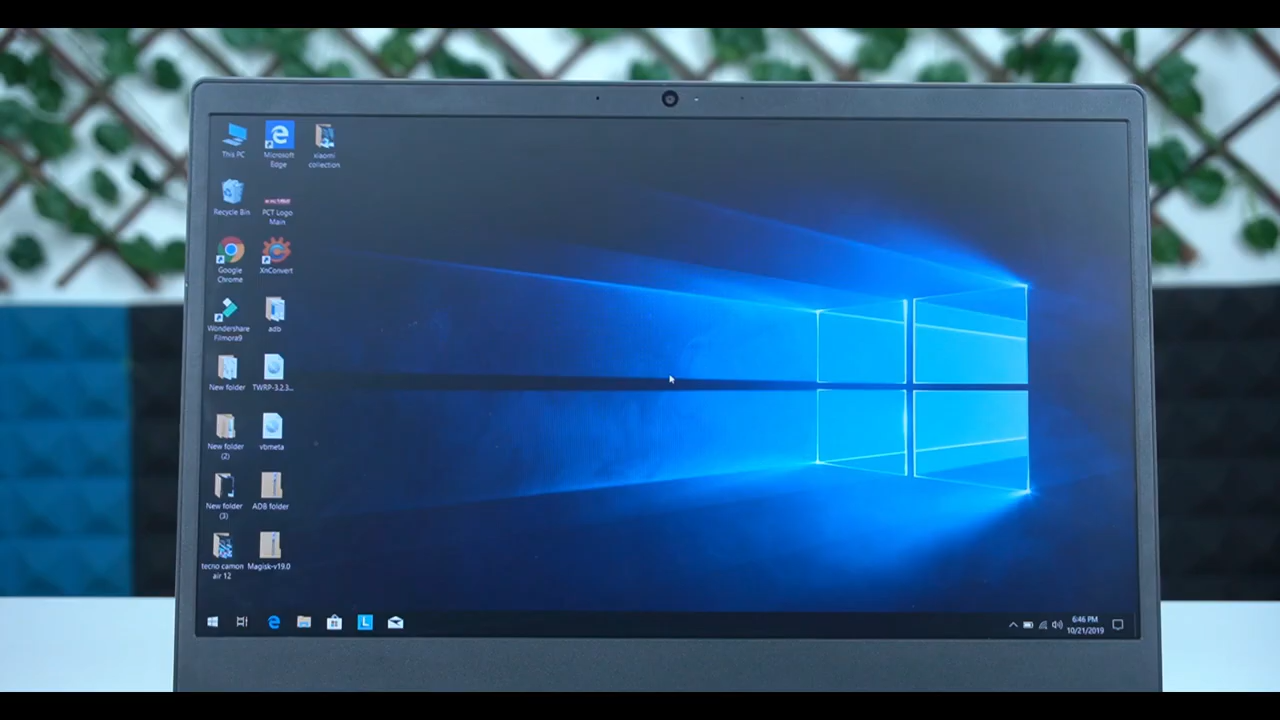 This PC
Microsoft
Edge
xiaomi
collection
Recycle Bin
PCT Logo
Main
Google
Chrome
XnConvert
Wondershare
Filmora9
adb
New folder
TWRP-3.2.3...
New folder
(2)
vbmeta
New folder
(3)
ADB folder
tecno camon
air 12
Magisk-v19.0
L
6:46 PM
10/21/2019